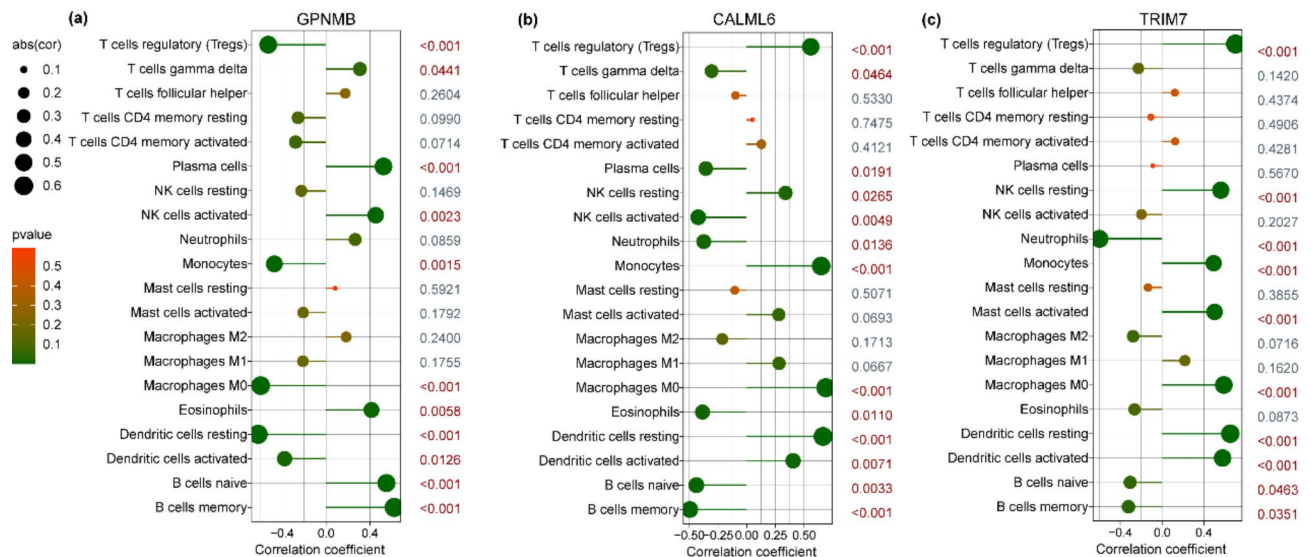 (a) GPNMB
abs(cor)
0.1
0.2
0.3
0.4
0.5
0.6
pvalue
0.5
0.4
0.3
0.2
0.1
T cells regulatory (Tregs) <0.001
T cells gamma delta 0.0441
T cells follicular helper 0.2604
T cells CD4 memory resting 0.0990
T cells CD4 memory activated 0.0714
Plasma cells <0.001
NK cells resting 0.1469
NK cells activated 0.0023
Neutrophils 0.0859
Monocytes 0.0015
Mast cells resting 0.5921
Mast cells activated 0.1792
Macrophages M2 0.2400
Macrophages M1 0.1755
Macrophages M0 <0.001
Eosinophils 0.0058
Dendritic cells resting <0.001
Dendritic cells activated 0.0126
B cells naive <0.001
B cells memory <0.001
−0.4 0.0 0.4
Correlation coefficient
(b) CALML6
T cells regulatory (Tregs) <0.001
T cells gamma delta 0.0464
T cells follicular helper 0.5330
T cells CD4 memory resting 0.7475
T cells CD4 memory activated 0.4121
Plasma cells 0.0191
NK cells resting 0.0265
NK cells activated 0.0049
Neutrophils 0.0136
Monocytes <0.001
Mast cells resting 0.5071
Mast cells activated 0.0693
Macrophages M2 0.1713
Macrophages M1 0.0667
Macrophages M0 <0.001
Eosinophils 0.0110
Dendritic cells resting <0.001
Dendritic cells activated 0.0071
B cells naive 0.0033
B cells memory <0.001
−0.50 −0.25 0.00 0.25 0.50
Correlation coefficient
(c) TRIM7
T cells regulatory (Tregs) <0.001
T cells gamma delta 0.1420
T cells follicular helper 0.4374
T cells CD4 memory resting 0.4906
T cells CD4 memory activated 0.4281
Plasma cells 0.5670
NK cells resting <0.001
NK cells activated 0.2027
Neutrophils <0.001
Monocytes <0.001
Mast cells resting 0.3855
Mast cells activated <0.001
Macrophages M2 0.0716
Macrophages M1 0.1620
Macrophages M0 <0.001
Eosinophils 0.0873
Dendritic cells resting <0.001
Dendritic cells activated <0.001
B cells naive 0.0463
B cells memory 0.0351
−0.4 0.0 0.4
Correlation coefficient